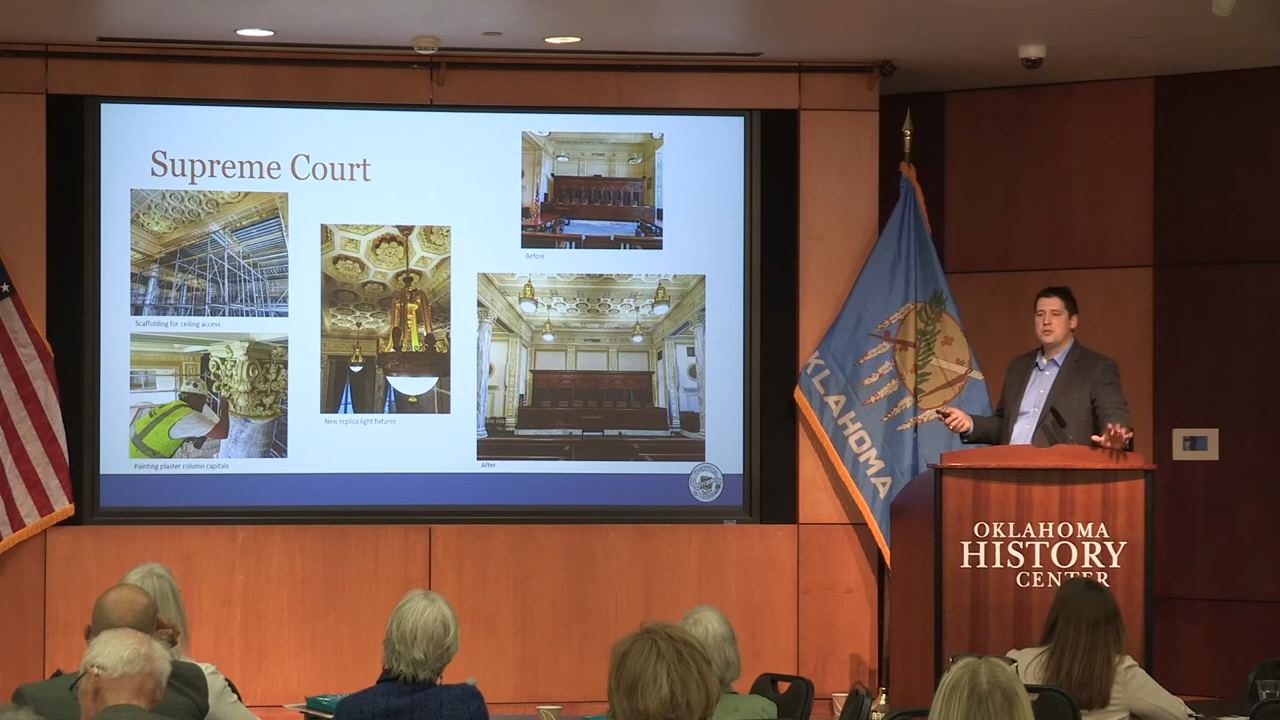 Supreme Court
Scaffolding for ceiling access
Painting plaster column capitals
New replica light fixtures
Before
After
OKLAHOMA
OKLAHOMA
HISTORY
CENTER